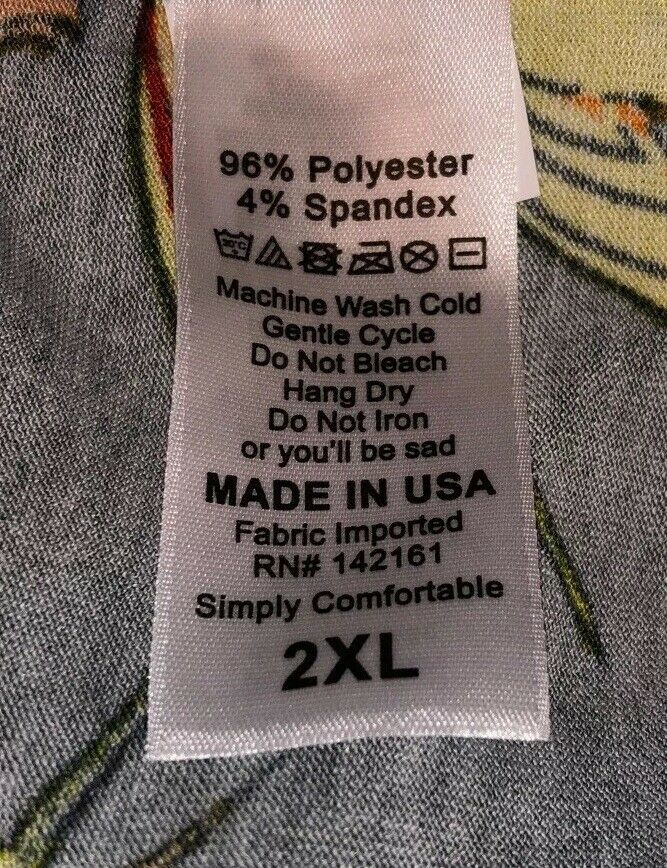 96% Polyester
4% Spandex
30°C
Machine Wash Cold
Gentle Cycle
Do Not Bleach
Hang Dry
Do Not Iron
or you'll be sad
MADE IN USA
Fabric Imported
RN# 142161
Simply Comfortable
2XL